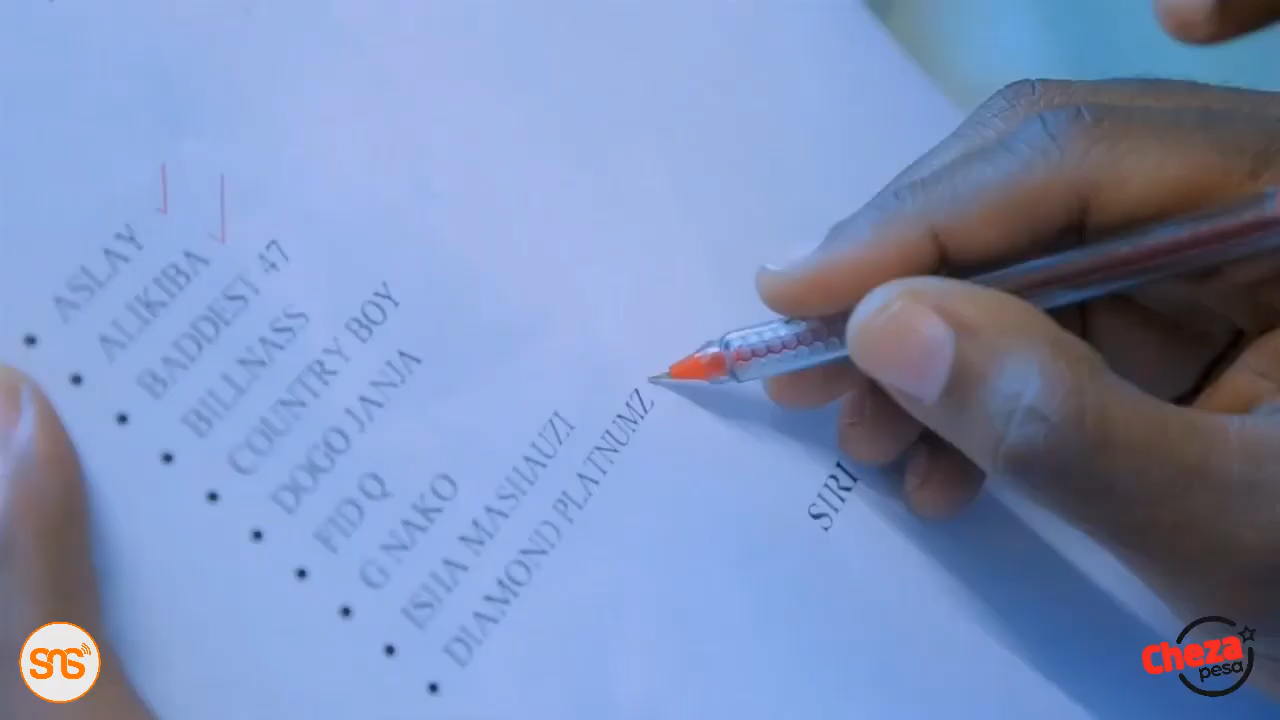 ASLAY
ALIKIBA
BADDEST 47
BILLNASS
COUNTRY BOY
DOGO JANJA
FID Q
G NAKO
ISHA MASHAUZI
DIAMOND PLATNUMZ
SIRI
SNS
Cheza
pesa